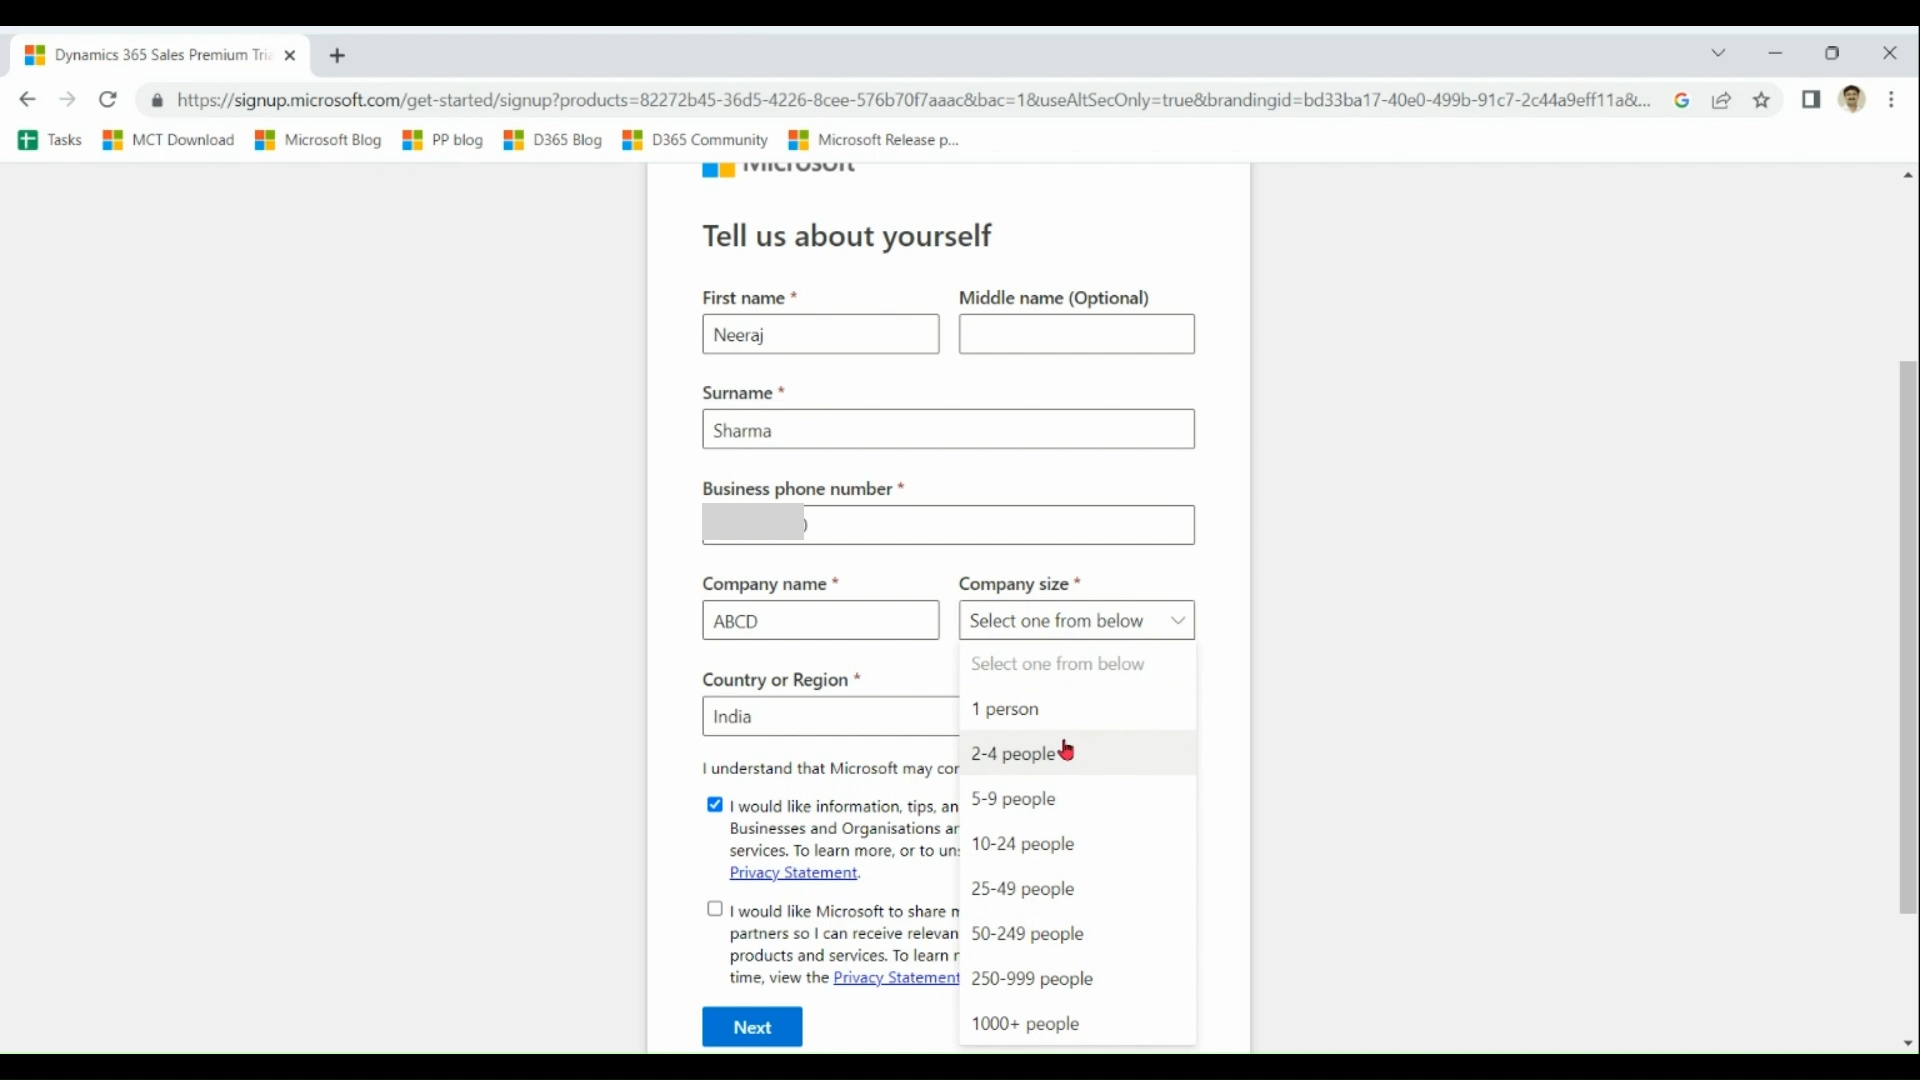 Dynamics 365 Sales Premium Tria
https://signup.microsoft.com/get-started/signup?products=82272b45-36d5-4226-8cee-576b70f7aaac&bac=1&useAltSecOnly=true&brandingid=bd33ba17-40e0-499b-91c7-2c44a9eff11a&...
Tasks MCT Download Microsoft Blog PP blog D365 Blog D365 Community Microsoft Release p...
Microsoft
Tell us about yourself
First name * Middle name (Optional)
Neeraj
Surname *
Sharma
Business phone number *
Company name * Company size *
ABCD Select one from below
Select one from below
Country or Region *
1 person
India
2-4 people
I understand that Microsoft may cor
5-9 people
I would like information, tips, an
Businesses and Organisations ar
10-24 people
services. To learn more, or to un
Privacy Statement.
25-49 people
I would like Microsoft to share m
partners so I can receive relevan
50-249 people
products and services. To learn r
time, view the Privacy Statement
250-999 people
Next
1000+ people